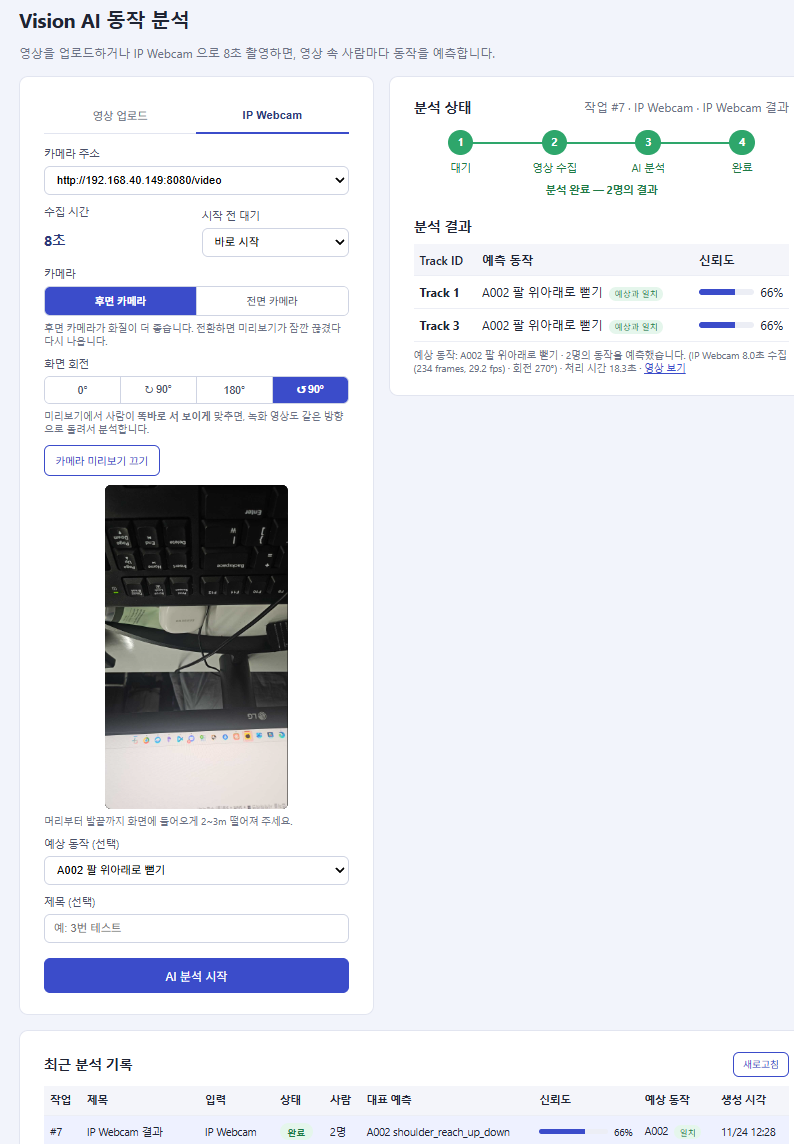 Vision AI 동작 분석
영상을 업로드하거나 IP Webcam 으로 8초 촬영하면, 영상 속 사람마다 동작을 예측합니다.
영상 업로드
IP Webcam
카메라 주소
http://192.168.40.149:8080/video
수집 시간
시작 전 대기
8초
바로 시작
카메라
후면 카메라
전면 카메라
후면 카메라가 화질이 더 좋습니다. 전환하면 미리보기가 잠깐 끊겼다
다시 나옵니다.
화면 회전
0°
↻ 90°
180°
↺ 90°
미리보기에서 사람이 똑바로 서 보이게 맞추면, 녹화 영상도 같은 방향
으로 돌려서 분석합니다.
카메라 미리보기 끄기
Enter
Delete
End
Page Down
Insert
Home
Page Up
Backspace
F12
F11
F10
F9
LG
머리부터 발끝까지 화면에 들어오게 2~3m 떨어져 주세요.
예상 동작 (선택)
A002 팔 위아래로 뻗기
제목 (선택)
예: 3번 테스트
AI 분석 시작
분석 상태
작업 #7 · IP Webcam · IP Webcam 결과
1
2
3
4
대기
영상 수집
AI 분석
완료
분석 완료 — 2명의 결과
분석 결과
Track ID 예측 동작 신뢰도
Track 1 A002 팔 위아래로 뻗기 예상과 일치 66%
Track 3 A002 팔 위아래로 뻗기 예상과 일치 66%
예상 동작: A002 팔 위아래로 뻗기 · 2명의 동작을 예측했습니다. (IP Webcam 8.0초 수집
(234 frames, 29.2 fps) · 회전 270°) · 처리 시간 18.3초 · 영상 보기
최근 분석 기록
새로고침
작업 제목 입력 상태 사람 대표 예측 신뢰도 예상 동작 생성 시각
#7 IP Webcam 결과 IP Webcam 완료 2명 A002 shoulder_reach_up_down 66% A002 일치 11/24 12:28